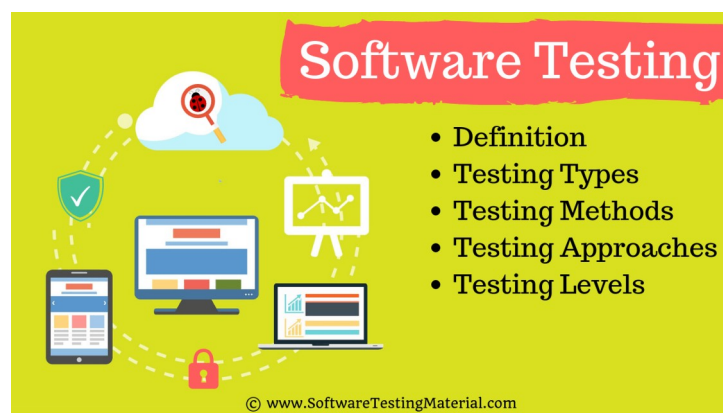 Software Testing
• Definition
• Testing Types
• Testing Methods
• Testing Approaches
• Testing Levels
© www.SoftwareTestingMaterial.com